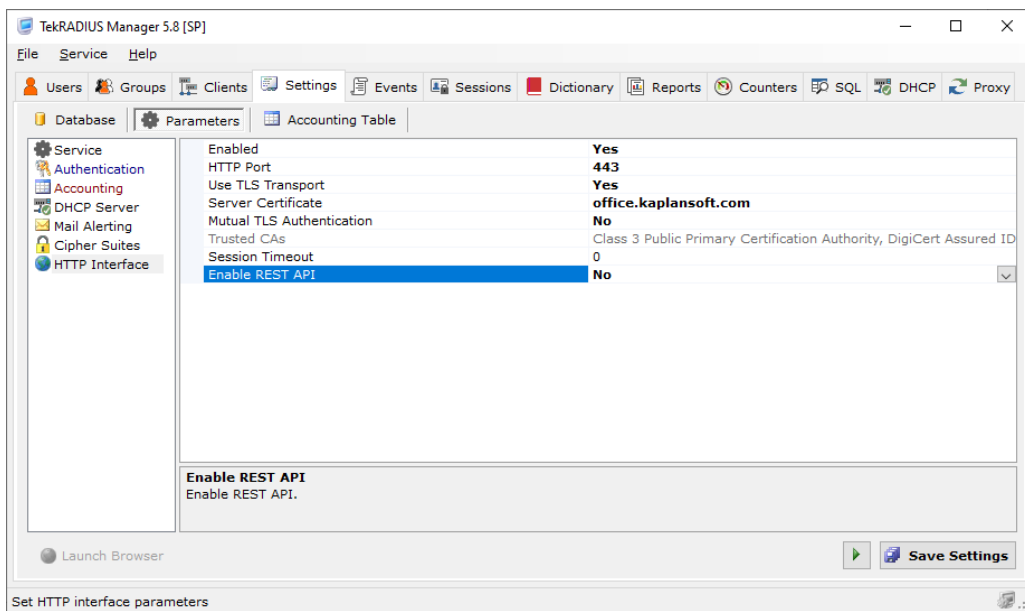 TekRADIUS Manager 5.8 [SP]
File Service Help
Users Groups Clients Settings Events Sessions Dictionary Reports Counters SQL DHCP Proxy
Database Parameters Accounting Table
Service
Authentication
Accounting
DHCP Server
Mail Alerting
Cipher Suites
HTTP Interface
Enabled Yes
HTTP Port 443
Use TLS Transport Yes
Server Certificate office.kaplansoft.com
Mutual TLS Authentication No
Trusted CAs Class 3 Public Primary Certification Authority, DigiCert Assured ID
Session Timeout 0
Enable REST API No
Enable REST API
Enable REST API.
Launch Browser Save Settings
Set HTTP interface parameters